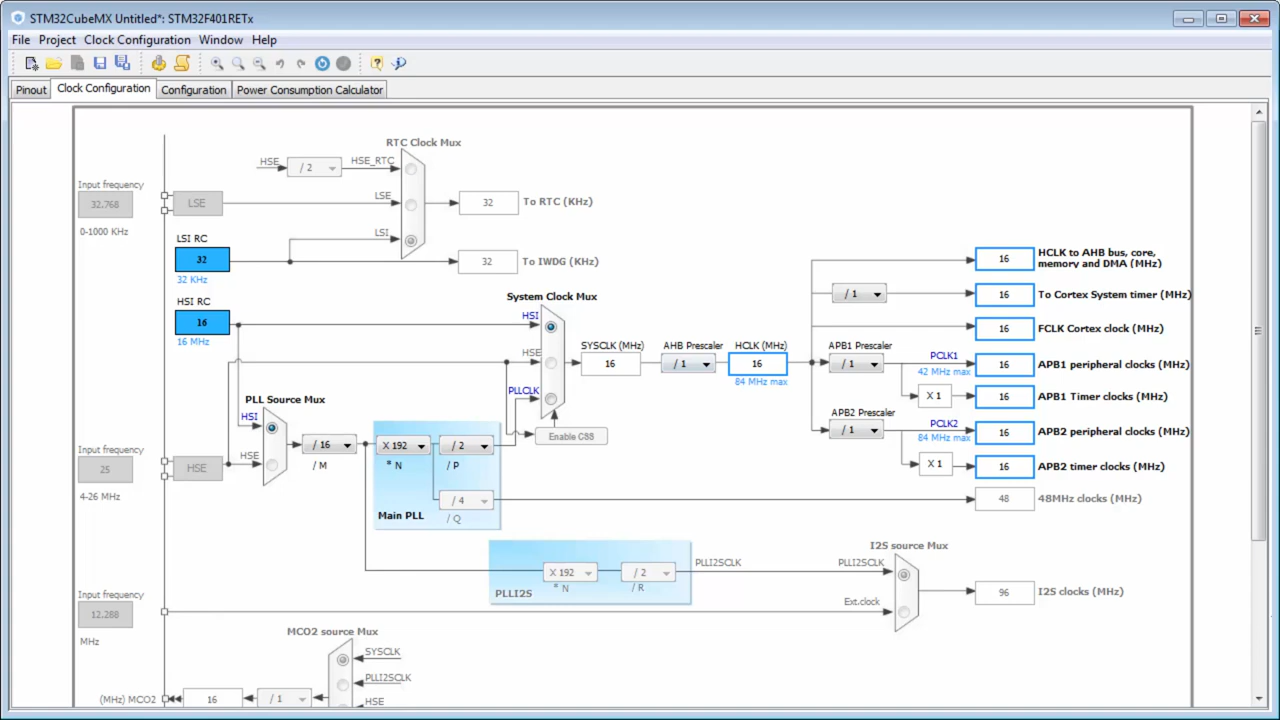 STM32CubeMX Untitled*: STM32F401RETx
File Project Clock Configuration Window Help
Pinout Clock Configuration Configuration Power Consumption Calculator
RTC Clock Mux
HSE / 2 HSE_RTC
Input frequency
32.768 LSE LSE 32 To RTC (KHz)
0-1000 KHz
LSI RC LSI
32 32 To IWDG (KHz)
32 KHz
HSI RC
16
16 MHz
System Clock Mux
HSI
HSE
PLLCLK
Enable CSS
SYSCLK (MHz) AHB Prescaler HCLK (MHz) APB1 Prescaler
16 / 1 16 / 1
84 MHz max
16 HCLK to AHB bus, core,
memory and DMA (MHz)
/ 1 16 To Cortex System timer (MHz)
16 FCLK Cortex clock (MHz)
PCLK1 16 APB1 peripheral clocks (MHz)
42 MHz max
X 1 16 APB1 Timer clocks (MHz)
APB2 Prescaler
/ 1 PCLK2 16 APB2 peripheral clocks (MHz)
84 MHz max
X 1 16 APB2 timer clocks (MHz)
48 48MHz clocks (MHz)
PLL Source Mux
HSI
HSE
/ 16 X 192 / 2
/ M * N / P
Input frequency
25 HSE
4-26 MHz
/ 4
Main PLL / Q
I2S source Mux
X 192 / 2 PLLI2SCLK PLLI2SCLK
PLLI2S * N / R
96 I2S clocks (MHz)
Ext.clock
Input frequency
12.288
MHz
MCO2 source Mux
SYSCLK
PLLI2SCLK
HSE
(MHz) MCO2 16 / 1